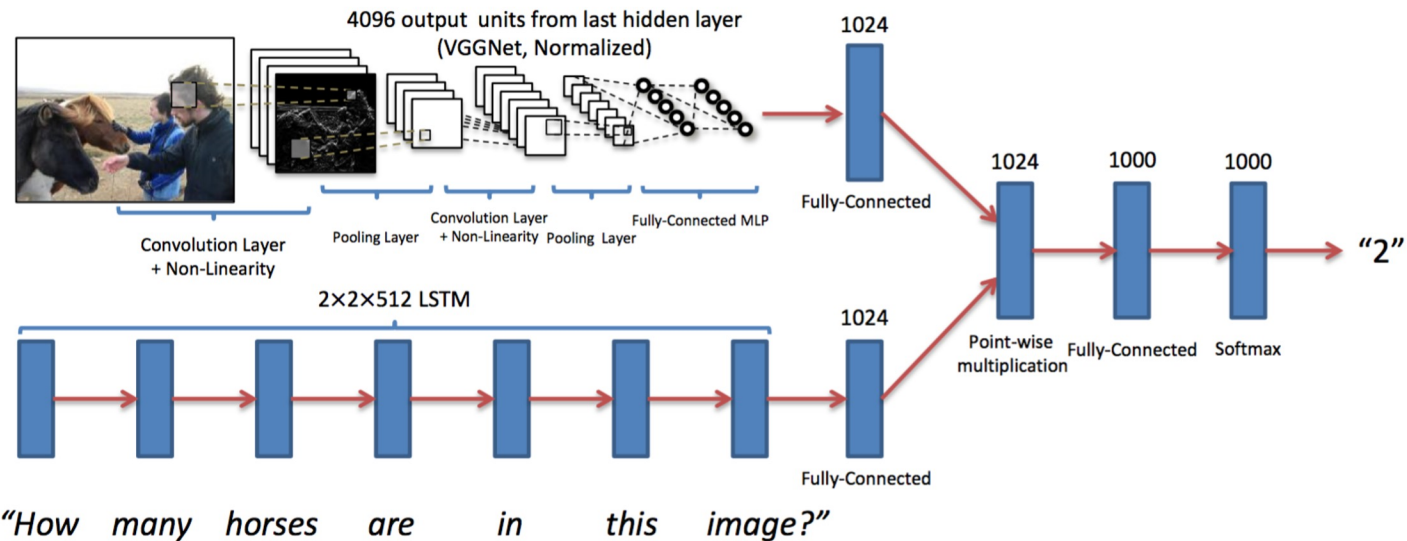 4096 output units from last hidden layer
(VGGNet, Normalized)
1024
Fully-Connected
Convolution Layer
+ Non-Linearity
Pooling Layer
Convolution Layer
+ Non-Linearity
Pooling Layer
Fully-Connected MLP
1024
1000
1000
“2”
Point-wise
multiplication
Fully-Connected
Softmax
2×2×512 LSTM
1024
Fully-Connected
“How many horses are in this image?”